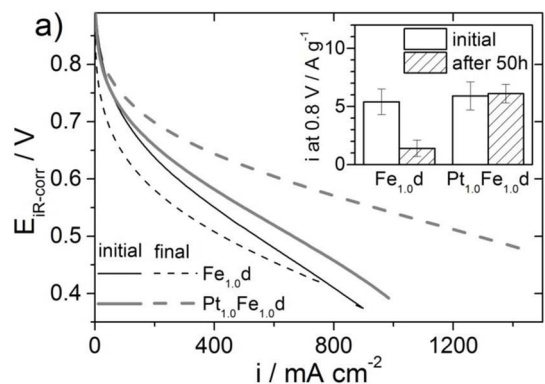 a)
E_iR-corr / V
0.8
0.7
0.6
0.5
0.4
0
400
800
1200
i / mA cm⁻²
initial final
Fe₁.₀d
Pt₁.₀Fe₁.₀d
i at 0.8 V / A g⁻¹
10
5
0
initial
after 50h
Fe₁.₀d
Pt₁.₀Fe₁.₀d